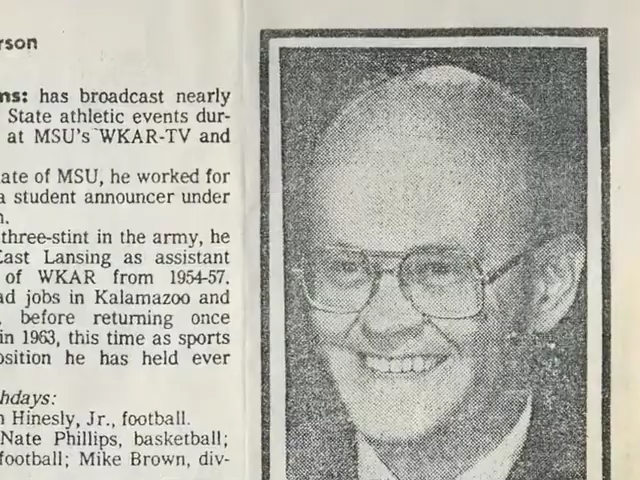 rson
ns: has broadcast nearly
State athletic events dur-
at MSU's WKAR-TV and
ate of MSU, he worked for
a student announcer under
n.
three-stint in the army, he
East Lansing as assistant
of WKAR from 1954-57.
ad jobs in Kalamazoo and
, before returning once
in 1963, this time as sports
osition he has held ever
hdays:
n Hinesly, Jr., football.
Nate Phillips, basketball;
football; Mike Brown, div-